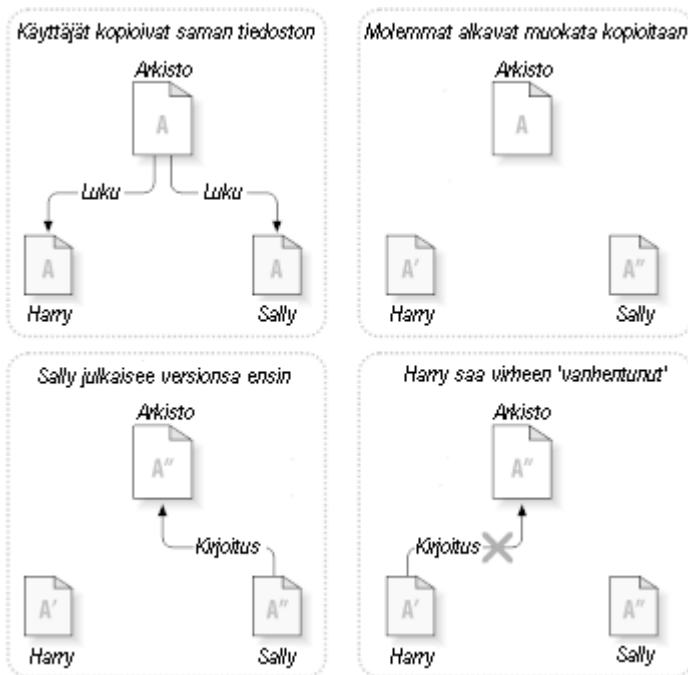 Käyttäjät kopioivat saman tiedoston
Arkisto
A
Luku
Luku
A
A
Harry
Sally
Molemmat alkavat muokata kopioitaan
Arkisto
A
A'
A"
Harry
Sally
Sally julkaisee versionsa ensin
Arkisto
A"
Kirjoitus
A'
A"
Harry
Sally
Harry saa virheen 'vanhentunut'
Arkisto
A"
Kirjoitus
A'
A"
Harry
Sally